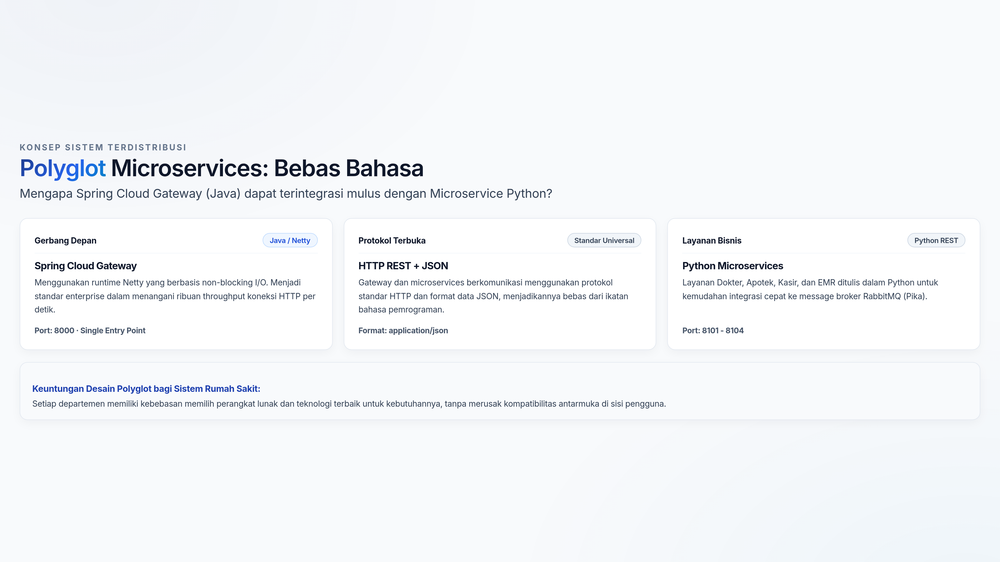 KONSEP SISTEM TERDISTRIBUSI
Polyglot Microservices: Bebas Bahasa
Mengapa Spring Cloud Gateway (Java) dapat terintegrasi mulus dengan Microservice Python?
Gerbang Depan
Java / Netty
Spring Cloud Gateway
Menggunakan runtime Netty yang berbasis non-blocking I/O. Menjadi
standar enterprise dalam menangani ribuan throughput koneksi HTTP per
detik.
Port: 8000 · Single Entry Point
Protokol Terbuka
Standar Universal
HTTP REST + JSON
Gateway dan microservices berkomunikasi menggunakan protokol
standar HTTP dan format data JSON, menjadikannya bebas dari ikatan
bahasa pemrograman.
Format: application/json
Layanan Bisnis
Python REST
Python Microservices
Layanan Dokter, Apotek, Kasir, dan EMR ditulis dalam Python untuk
kemudahan integrasi cepat ke message broker RabbitMQ (Pika).
Port: 8101 - 8104
Keuntungan Desain Polyglot bagi Sistem Rumah Sakit:
Setiap departemen memiliki kebebasan memilih perangkat lunak dan teknologi terbaik untuk kebutuhannya, tanpa merusak kompatibilitas antarmuka di sisi pengguna.